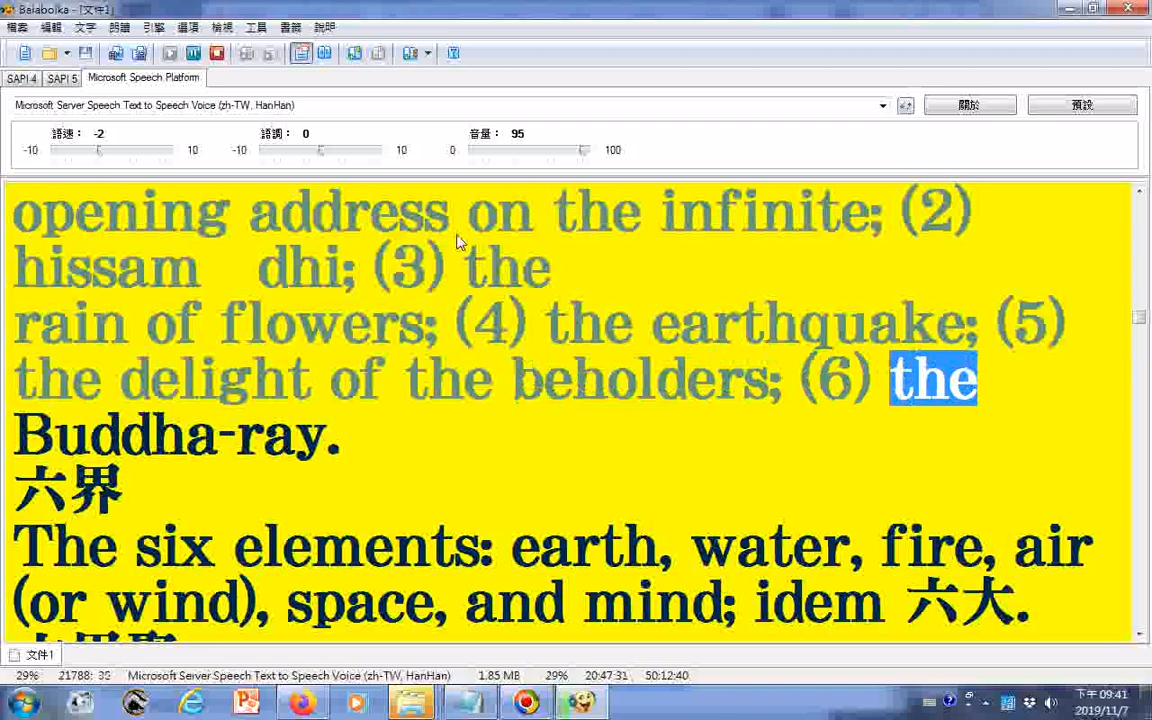 Balabolka - [文件1]
檔案 編輯 文字 朗讀 引擎 選項 檢視 工具 書籤 說明
SAPI 4 SAPI 5 Microsoft Speech Platform
Microsoft Server Speech Text to Speech Voice (zh-TW, HanHan) 關於 預設
語速： -2 語調： 0 音量： 95
-10 10 -10 10 0 100
opening address on the infinite; (2)
hissam dhi; (3) the
rain of flowers; (4) the earthquake; (5)
the delight of the beholders; (6) the
Buddha-ray.
六界
The six elements: earth, water, fire, air
(or wind), space, and mind; idem 六大.
文件1
29% 21788: 33 Microsoft Server Speech Text to Speech Voice (zh-TW, HanHan) 1.85 MB 29% 20:47:31 50:12:40
下午 09:41
2019/11/7